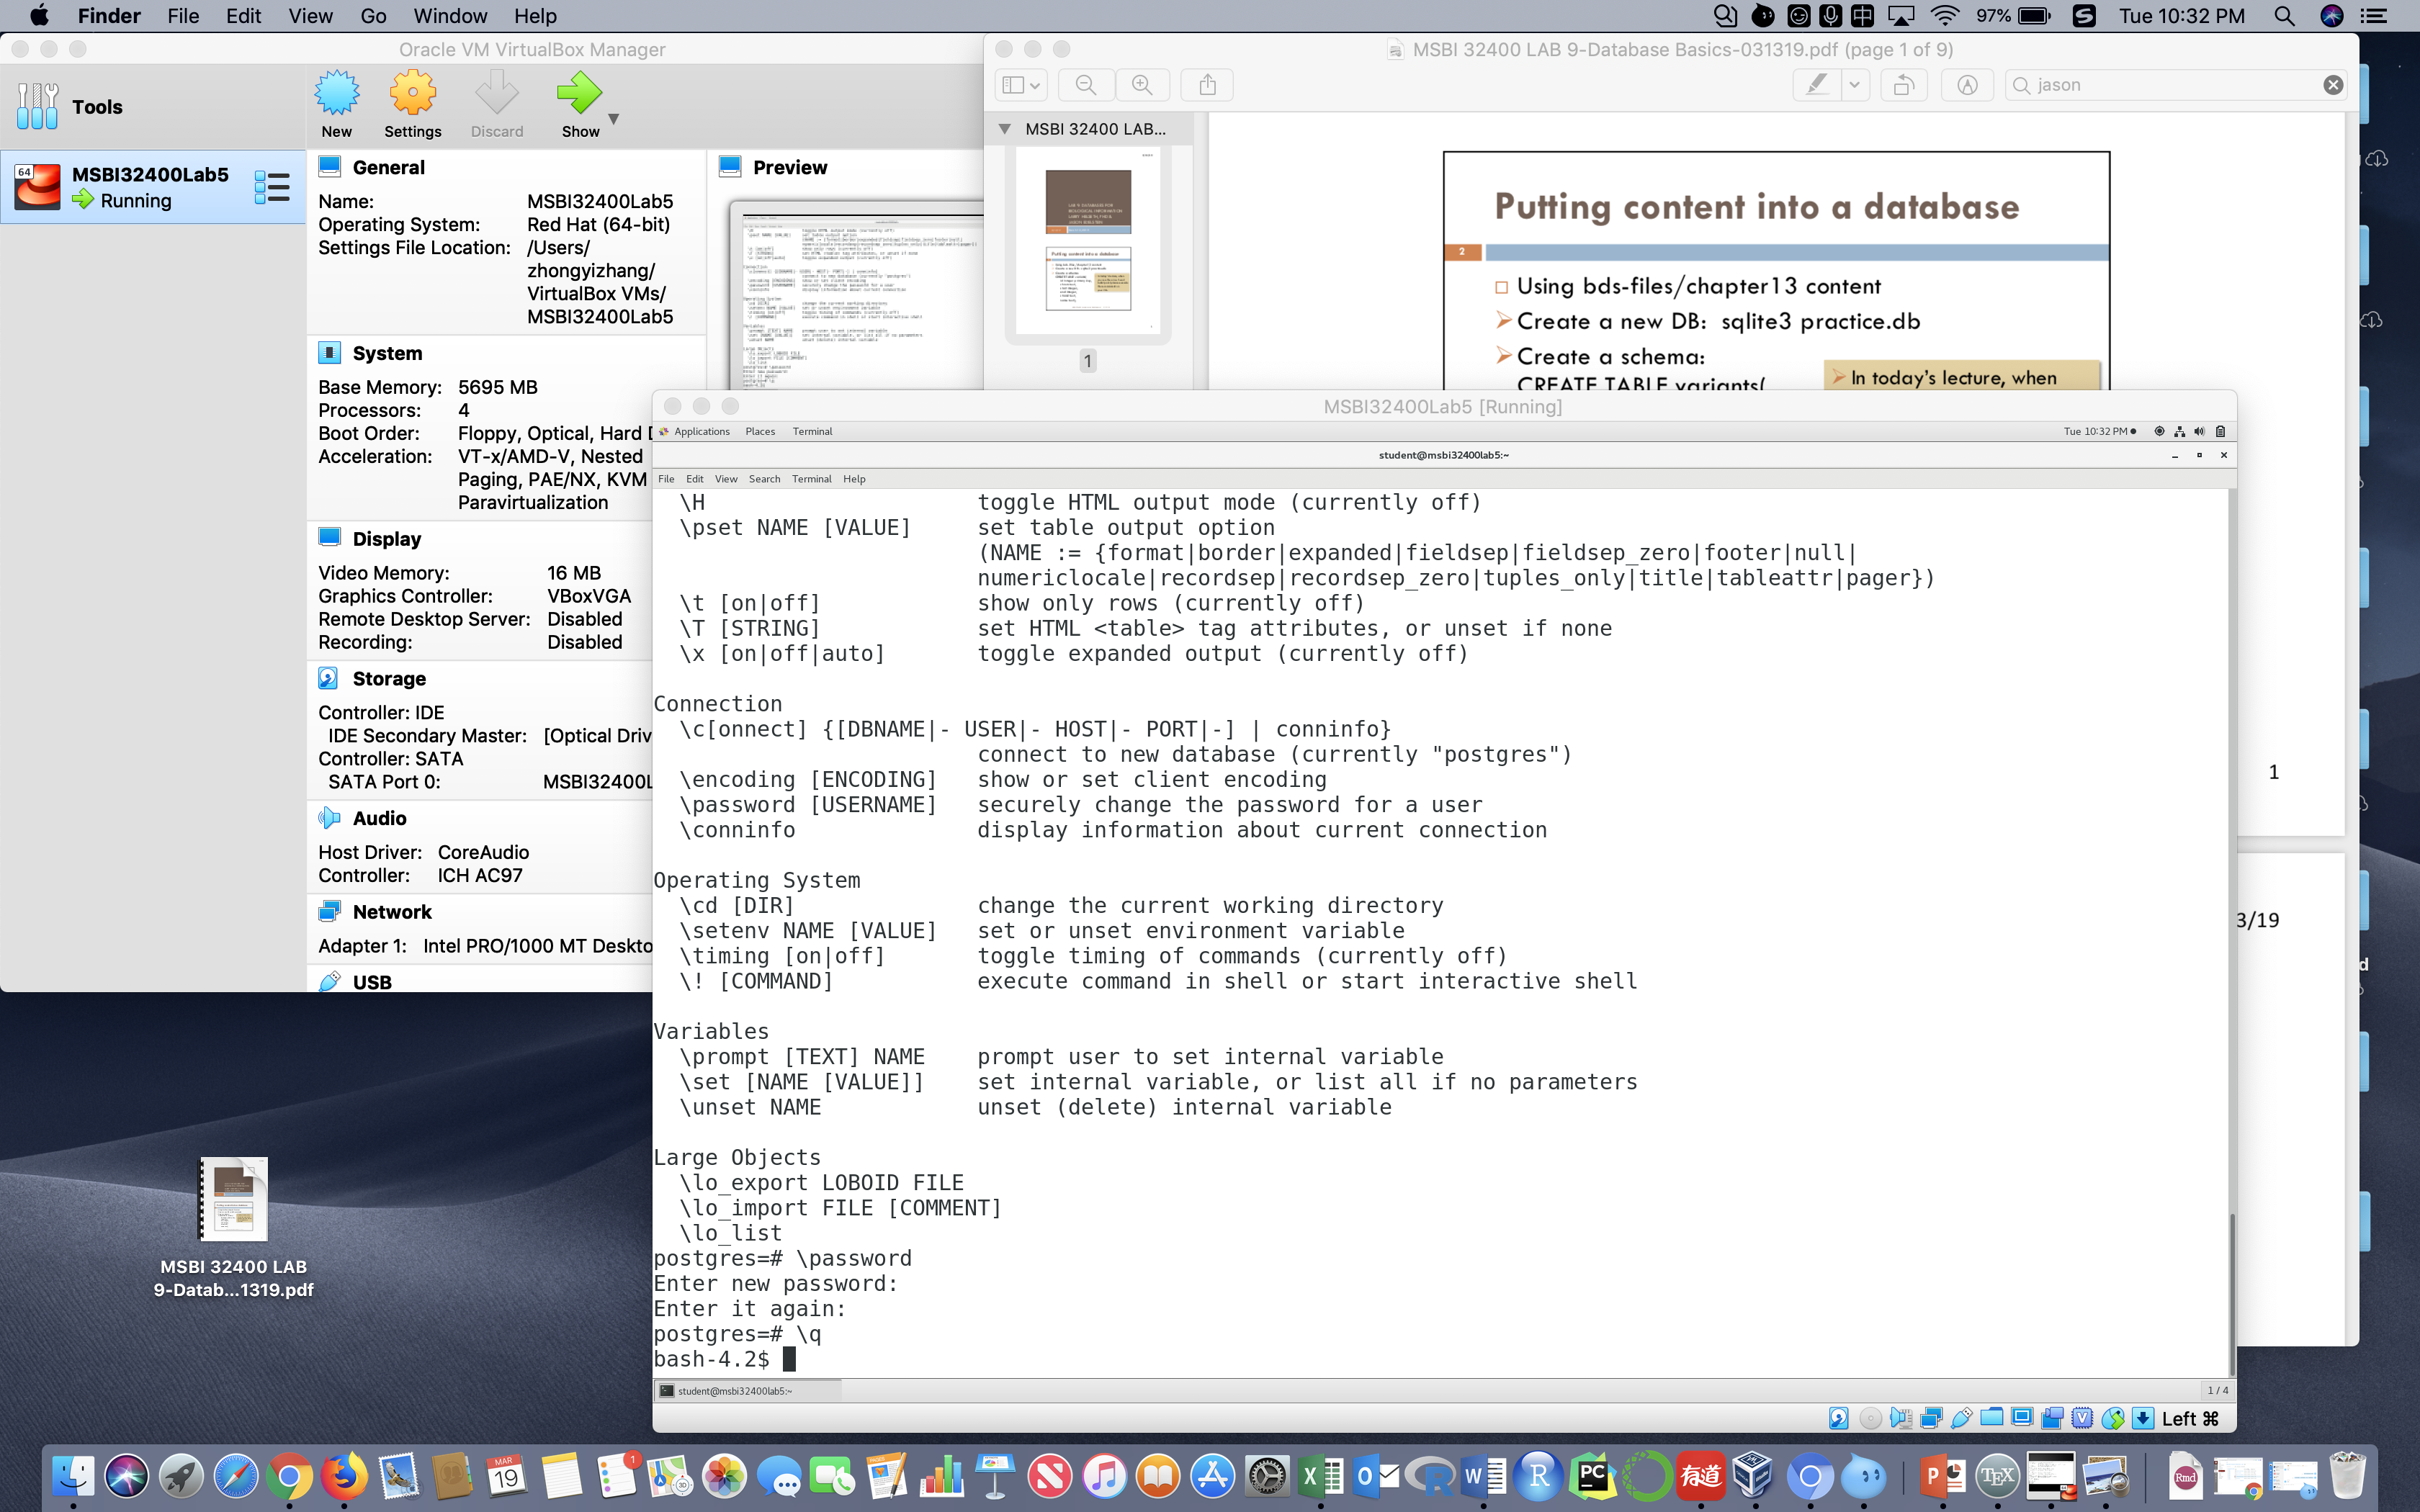 Finder File Edit View Go Window Help
97% Tue 10:32 PM
Oracle VM VirtualBox Manager
Tools
New Settings Discard Show
64
MSBI32400Lab5
Running
General
Name: MSBI32400Lab5
Operating System: Red Hat (64-bit)
Settings File Location: /Users/
zhongyizhang/
VirtualBox VMs/
MSBI32400Lab5
System
Base Memory: 5695 MB
Processors: 4
Boot Order: Floppy, Optical, Hard D
Acceleration: VT-x/AMD-V, Nested
Paging, PAE/NX, KVM
Paravirtualization
Display
Video Memory: 16 MB
Graphics Controller: VBoxVGA
Remote Desktop Server: Disabled
Recording: Disabled
Storage
Controller: IDE
IDE Secondary Master: [Optical Driv
Controller: SATA
SATA Port 0: MSBI32400L
Audio
Host Driver: CoreAudio
Controller: ICH AC97
Network
Adapter 1: Intel PRO/1000 MT Deskto
USB
Preview
MSBI 32400 LAB 9-Database Basics-031319.pdf (page 1 of 9)
jason
MSBI 32400 LAB...
1
Putting content into a database
2
Using bds-files/chapter13 content
Create a new DB: sqlite3 practice.db
Create a schema:
CREATE TABLE variants(
In today's lecture, when
1
3/19
d
MSBI32400Lab5 [Running]
Applications Places Terminal
Tue 10:32 PM
student@msbi32400lab5:~
File Edit View Search Terminal Help
\H toggle HTML output mode (currently off)
\pset NAME [VALUE] set table output option
(NAME := {format|border|expanded|fieldsep|fieldsep_zero|footer|null|
numericlocale|recordsep|recordsep_zero|tuples_only|title|tableattr|pager})
\t [on|off] show only rows (currently off)
\T [STRING] set HTML <table> tag attributes, or unset if none
\x [on|off|auto] toggle expanded output (currently off)
Connection
\c[onnect] {[DBNAME|- USER|- HOST|- PORT|-] | conninfo}
connect to new database (currently "postgres")
\encoding [ENCODING] show or set client encoding
\password [USERNAME] securely change the password for a user
\conninfo display information about current connection
Operating System
\cd [DIR] change the current working directory
\setenv NAME [VALUE] set or unset environment variable
\timing [on|off] toggle timing of commands (currently off)
\! [COMMAND] execute command in shell or start interactive shell
Variables
\prompt [TEXT] NAME prompt user to set internal variable
\set [NAME [VALUE]] set internal variable, or list all if no parameters
\unset NAME unset (delete) internal variable
Large Objects
\lo_export LOBOID FILE
\lo_import FILE [COMMENT]
\lo_list
postgres=# \password
Enter new password:
Enter it again:
postgres=# \q
bash-4.2$
student@msbi32400lab5:~
1 / 4
Left ⌘
MSBI 32400 LAB
9-Datab...1319.pdf
MAR
19
1
有道
Rmd